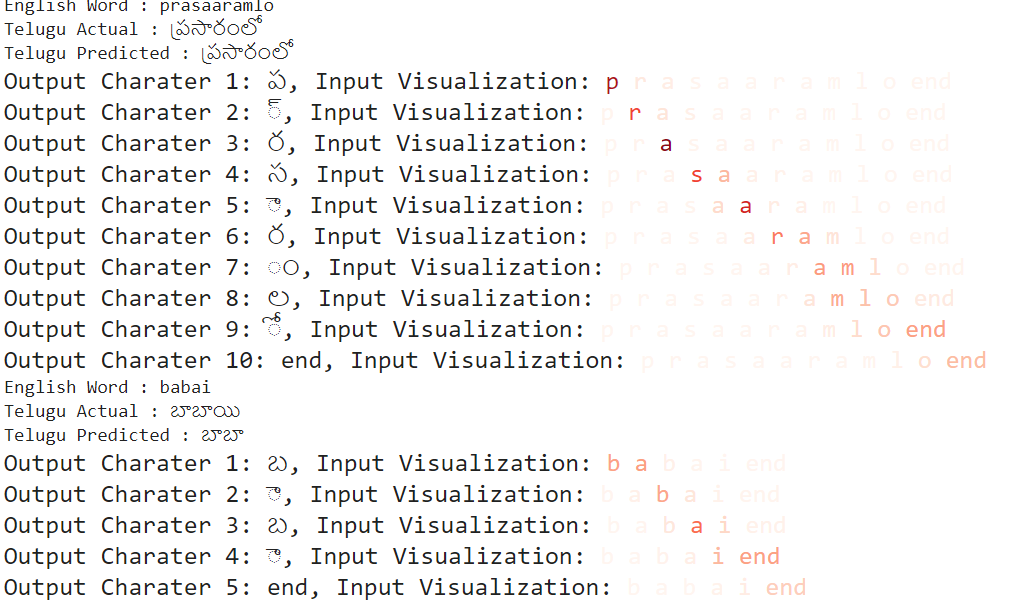 English Word : prasaaramlo
Telugu Actual : ప్రసారంలో
Telugu Predicted : ప్రసారంలో
Output Charater 1: ప, Input Visualization: p r a s a a r a m l o end
Output Charater 2: ్, Input Visualization: p r a s a a r a m l o end
Output Charater 3: ర, Input Visualization: p r a s a a r a m l o end
Output Charater 4: స, Input Visualization: p r a s a a r a m l o end
Output Charater 5: ా, Input Visualization: p r a s a a r a m l o end
Output Charater 6: ర, Input Visualization: p r a s a a r a m l o end
Output Charater 7: ం, Input Visualization: p r a s a a r a m l o end
Output Charater 8: ల, Input Visualization: p r a s a a r a m l o end
Output Charater 9: ో, Input Visualization: p r a s a a r a m l o end
Output Charater 10: end, Input Visualization: p r a s a a r a m l o end
English Word : babai
Telugu Actual : బాబాయి
Telugu Predicted : బాబా
Output Charater 1: బ, Input Visualization: b a b a i end
Output Charater 2: ా, Input Visualization: b a b a i end
Output Charater 3: బ, Input Visualization: b a b a i end
Output Charater 4: ా, Input Visualization: b a b a i end
Output Charater 5: end, Input Visualization: b a b a i end